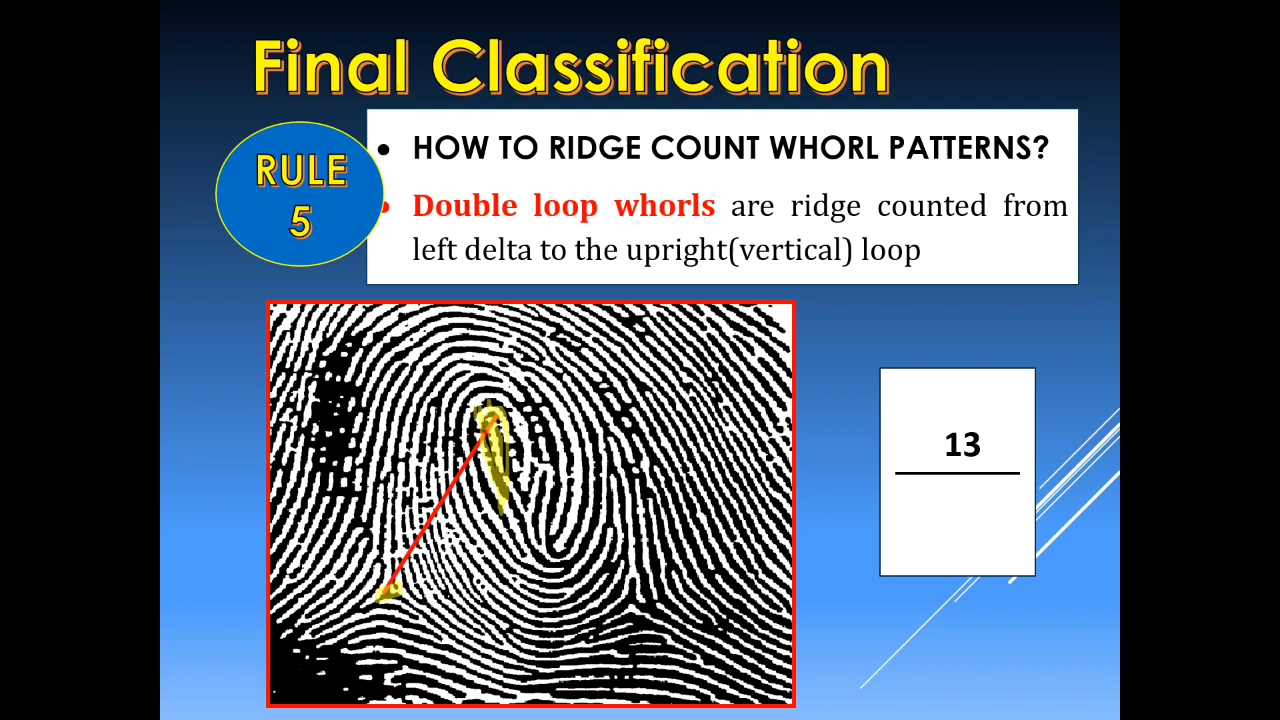 Final Classification
RULE
5
• HOW TO RIDGE COUNT WHORL PATTERNS?
• Double loop whorls are ridge counted from
left delta to the upright(vertical) loop
13